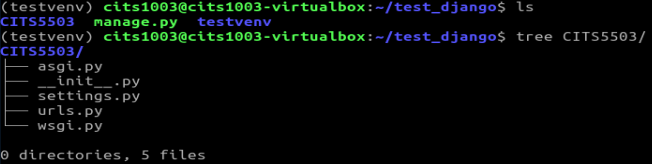 (testvenv) cits1003@cits1003-virtualbox:~/test_django$ ls
CITS5503  manage.py  testvenv
(testvenv) cits1003@cits1003-virtualbox:~/test_django$ tree CITS5503/
CITS5503/
├── asgi.py
├── __init__.py
├── settings.py
├── urls.py
└── wsgi.py
0 directories, 5 files